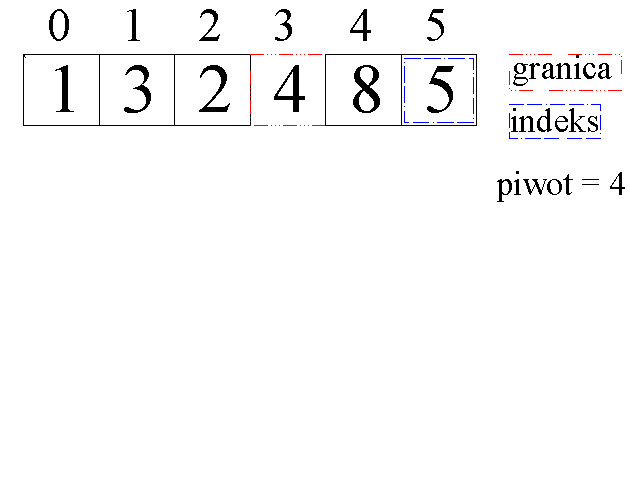 0 1 2 3 4 5
1 3 2 4 8 5
granica
indeks
piwot = 4